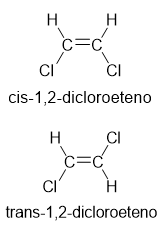 H H
C=C
Cl Cl
cis-1,2-dicloroeteno
H Cl
C=C
Cl H
trans-1,2-dicloroeteno